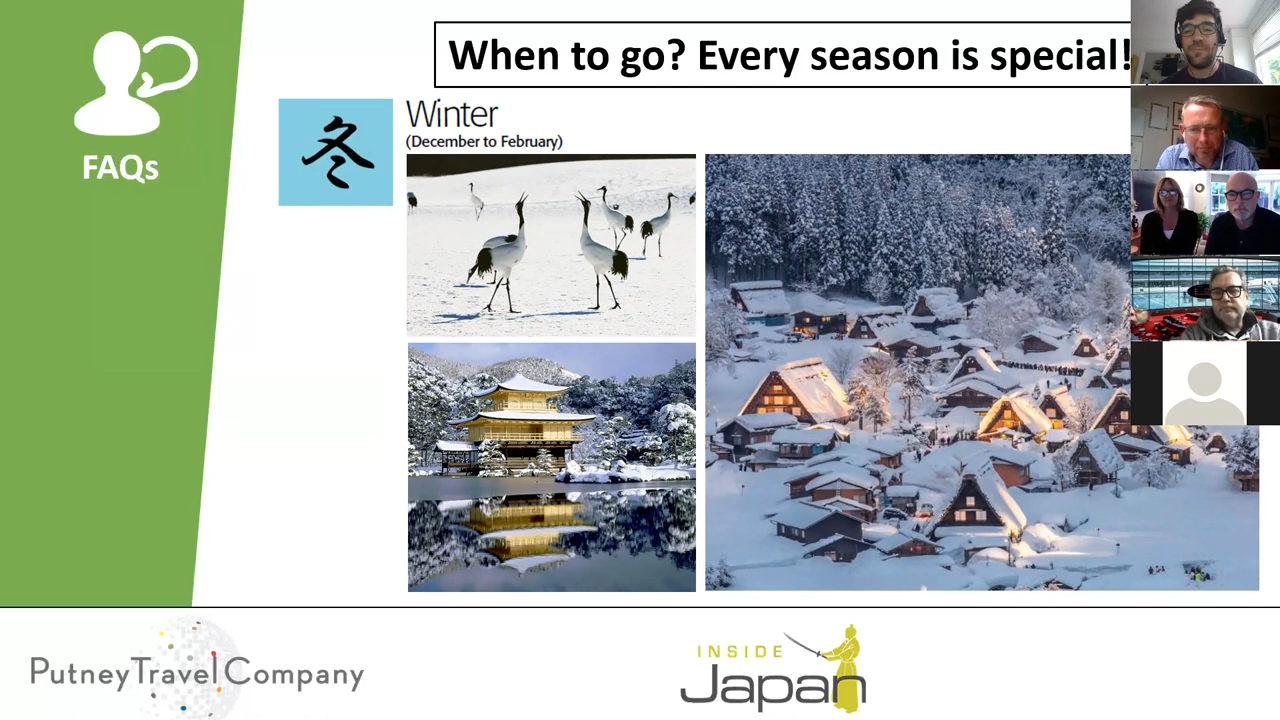 When to go? Every season is special!
FAQs
冬
Winter
(December to February)
PutneyTravelCompany
INSIDE
Japan